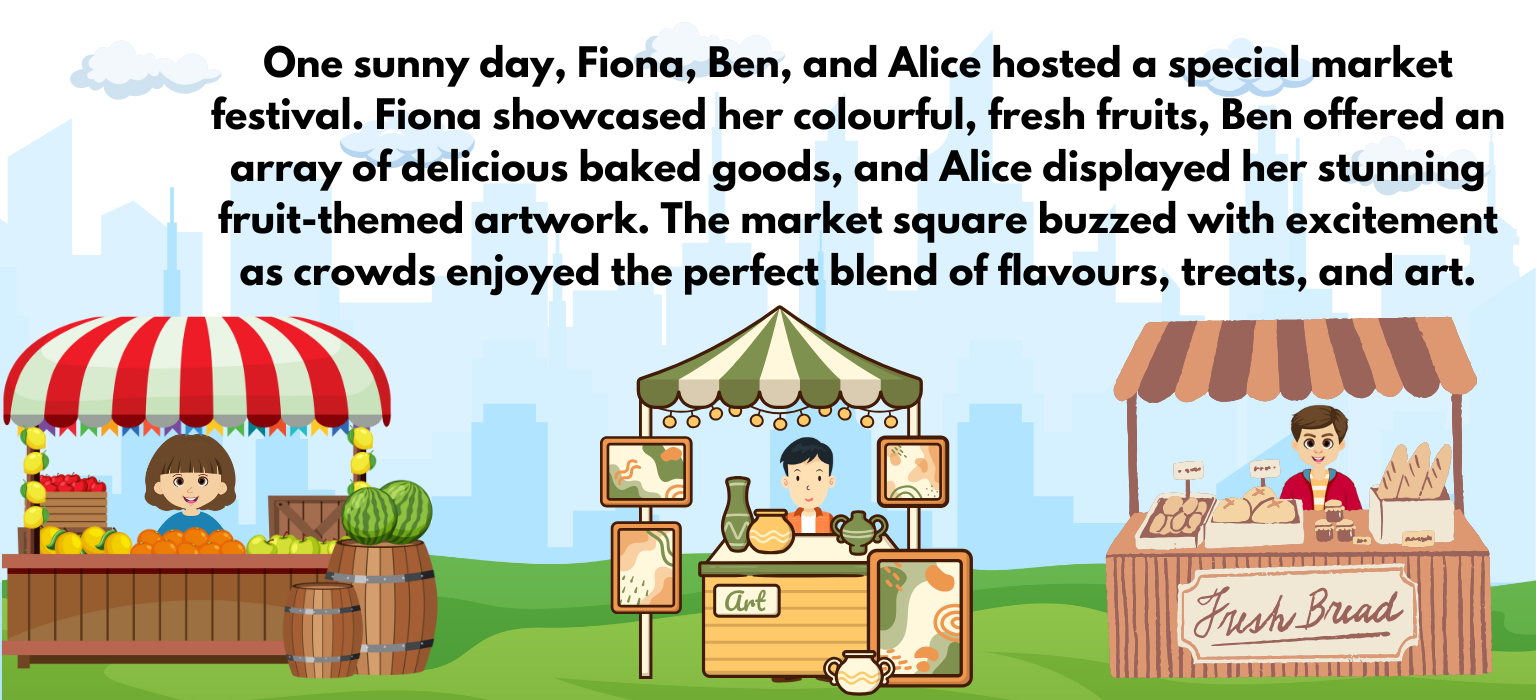 One sunny day, Fiona, Ben, and Alice hosted a special market
festival. Fiona showcased her colourful, fresh fruits, Ben offered an
array of delicious baked goods, and Alice displayed her stunning
fruit-themed artwork. The market square buzzed with excitement
as crowds enjoyed the perfect blend of flavours, treats, and art.
Art
Fresh Bread